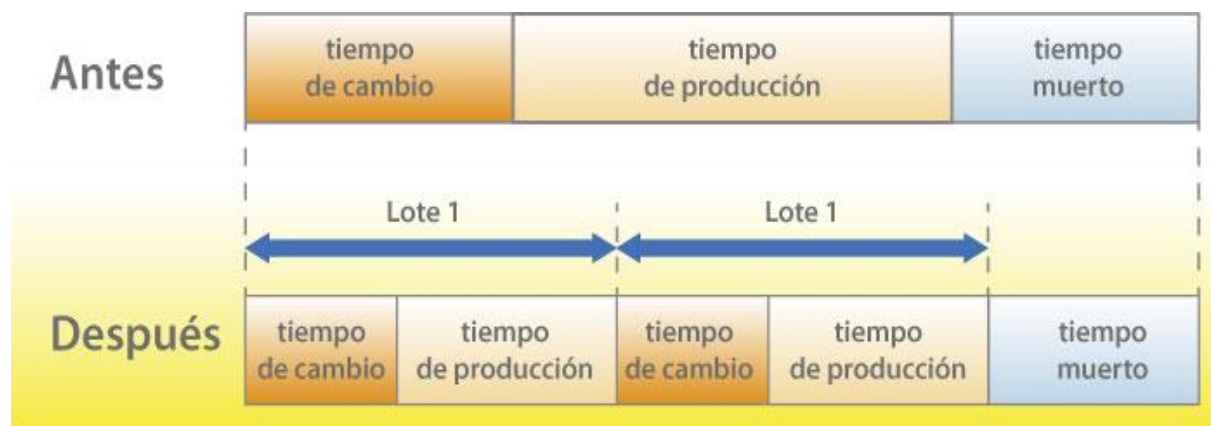 Antes
tiempo
de cambio
tiempo
de producción
tiempo
muerto
Lote 1
Lote 1
Después
tiempo
de cambio
tiempo
de producción
tiempo
de cambio
tiempo
de producción
tiempo
muerto